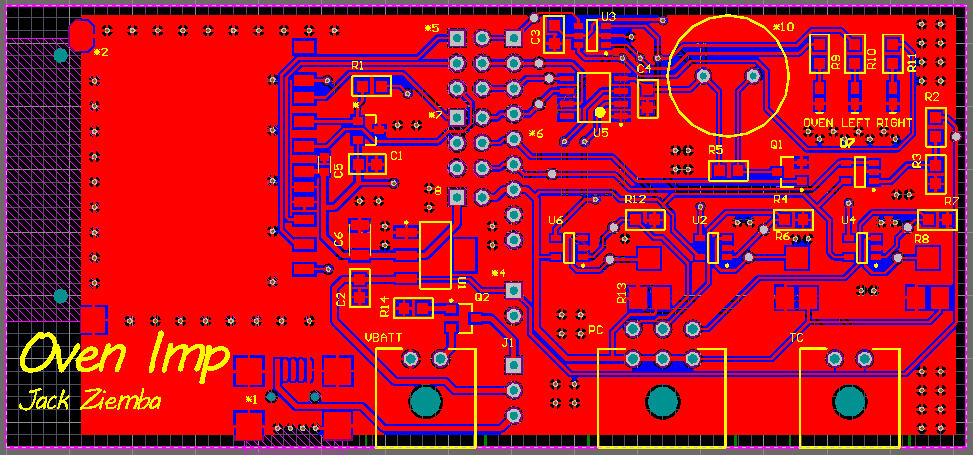 *5
U3
*10
C3
*2
R9
R10
R11
R1
C4
*
*7
U5
*6
OVEN LEFT RIGHT
R2
Q1
C5
C1
R5
R3
8
R12
R4
R7
U6
U2
U4
*
C6
R6
R8
U1
*4
C2
R14
Q2
R13
VBATT
J1
PC
TC
Oven Imp
Jack Ziemba
*1